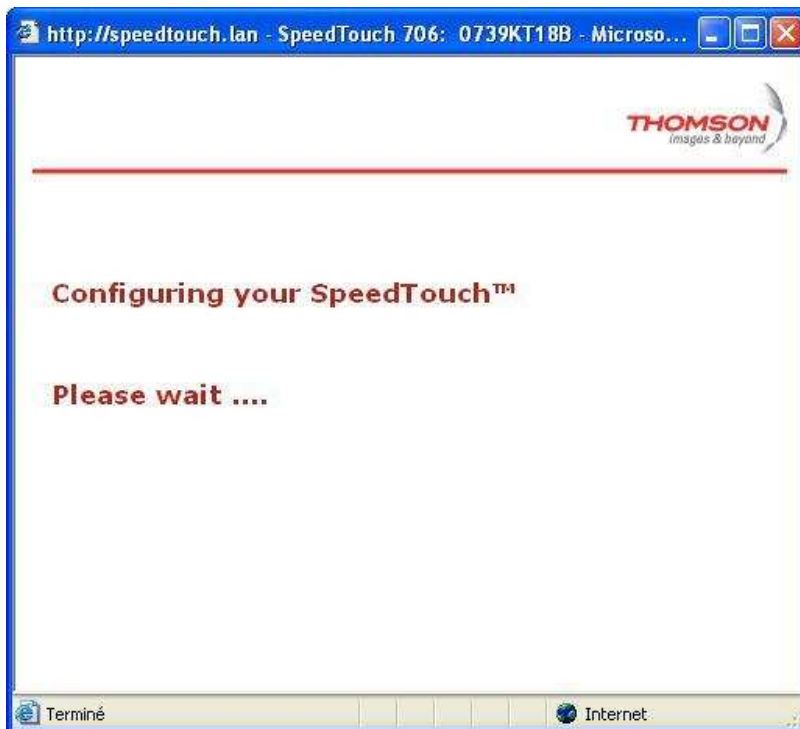 http://speedtouch.lan - SpeedTouch 706: 0739KT18B - Microso...
THOMSON
images & beyond
Configuring your SpeedTouch™
Please wait ....
Terminé
Internet